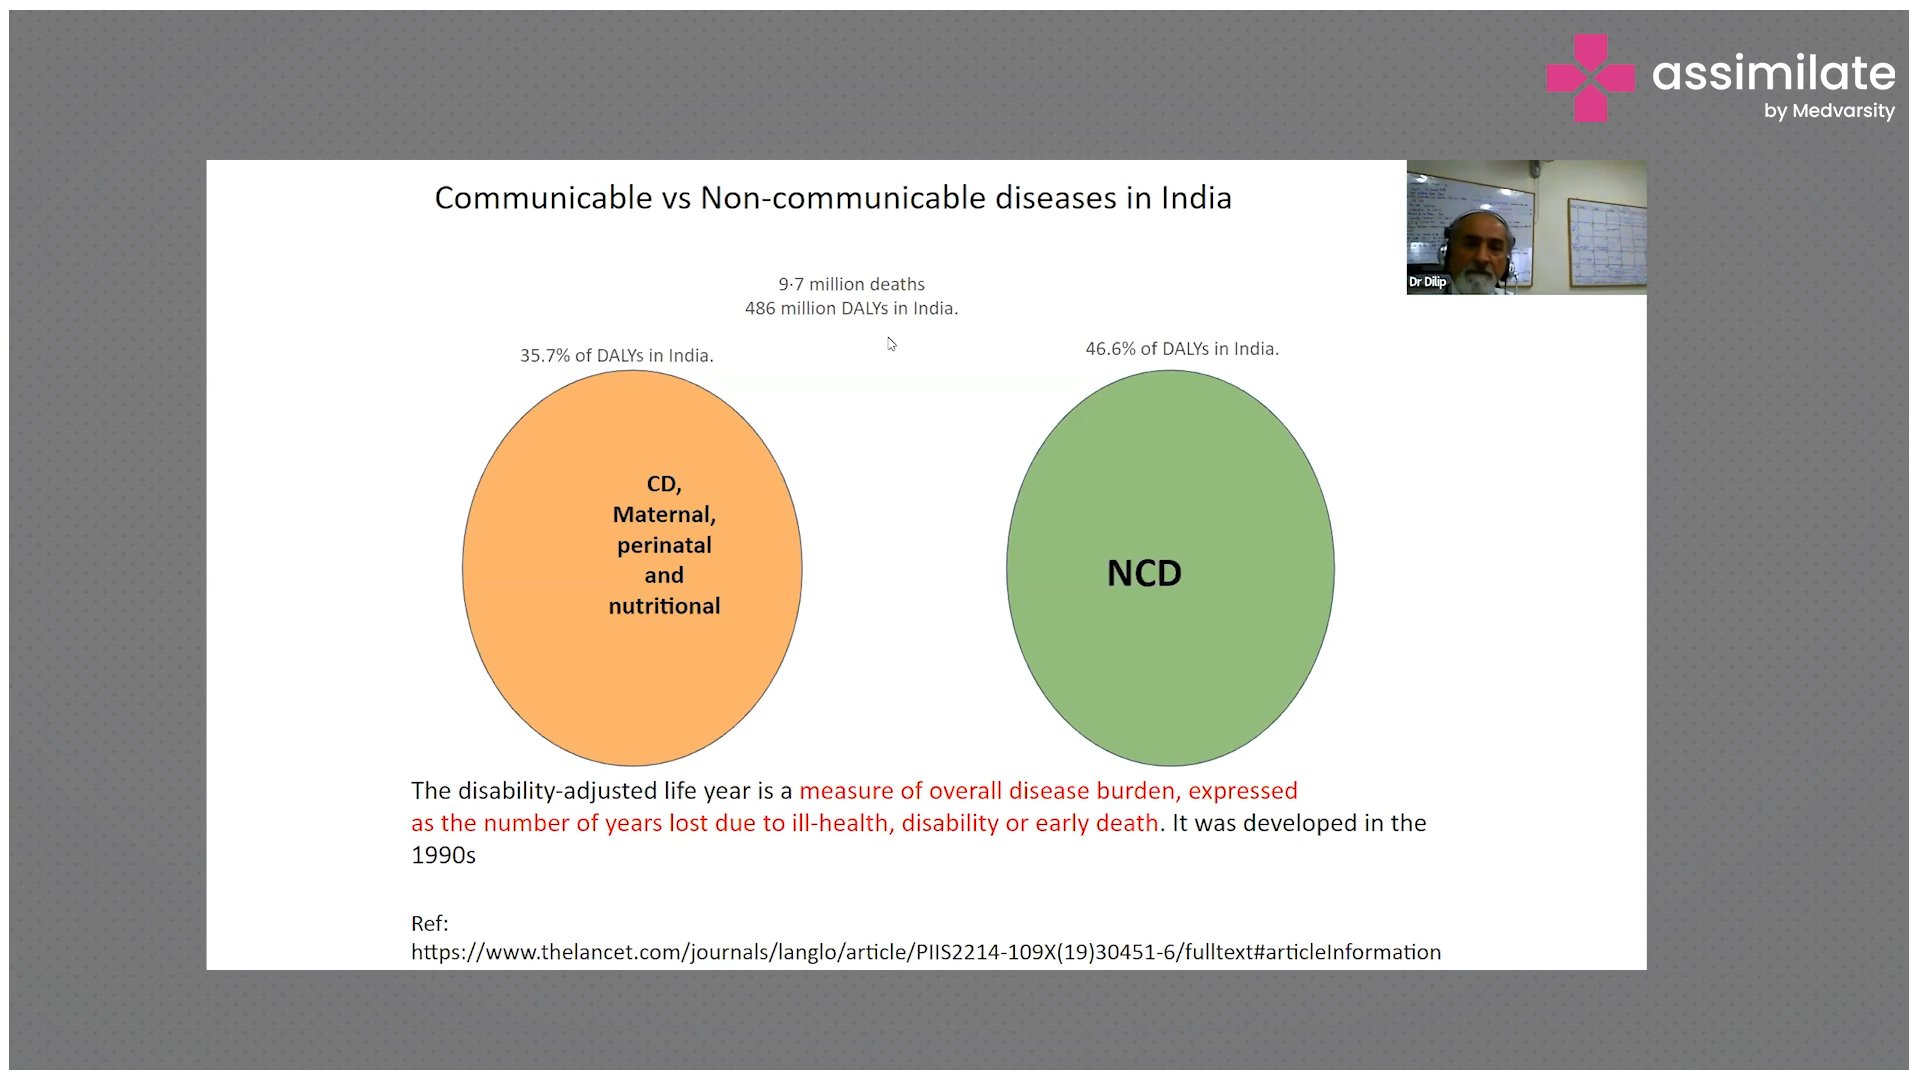 assimilate
by Medvarsity
Communicable vs Non-communicable diseases in India
Dr Dilip
9·7 million deaths
486 million DALYs in India.
35.7% of DALYs in India.
46.6% of DALYs in India.
CD,
Maternal,
perinatal
and
nutritional
NCD
The disability-adjusted life year is a measure of overall disease burden, expressed
as the number of years lost due to ill-health, disability or early death. It was developed in the
1990s
Ref:
https://www.thelancet.com/journals/langlo/article/PIIS2214-109X(19)30451-6/fulltext#articleInformation